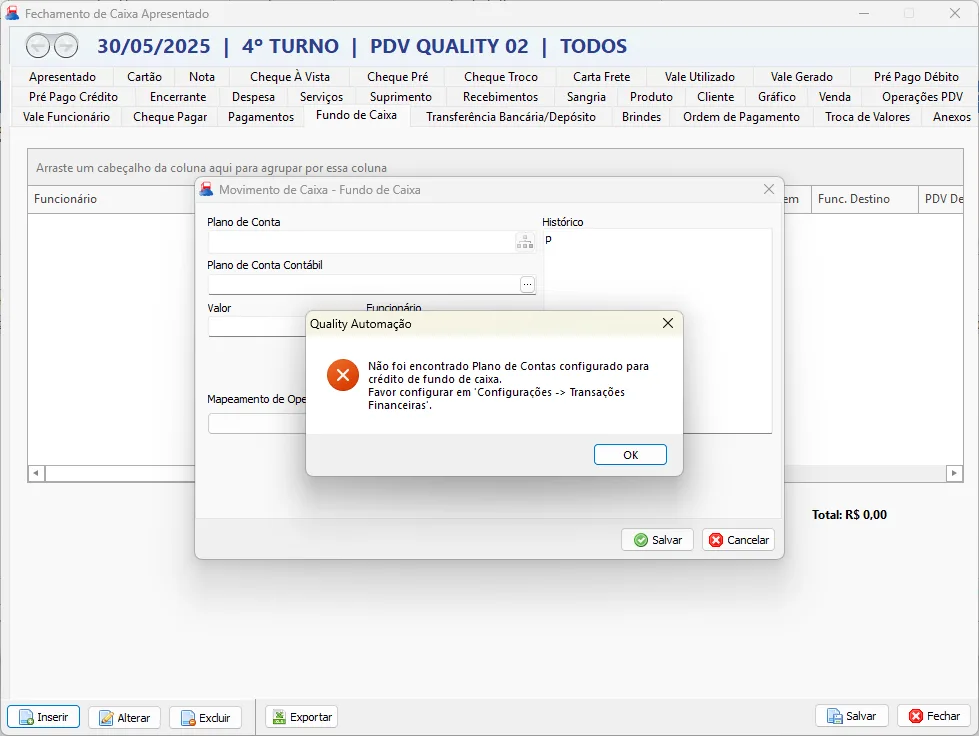 Fechamento de Caixa Apresentado
30/05/2025 | 4º TURNO | PDV QUALITY 02 | TODOS
Apresentado Cartão Nota Cheque À Vista Cheque Pré Cheque Troco Carta Frete Vale Utilizado Vale Gerado Pré Pago Débito
Pré Pago Crédito Encerrante Despesa Serviços Suprimento Recebimentos Sangria Produto Cliente Gráfico Venda Operações PDV
Vale Funcionário Cheque Pagar Pagamentos Fundo de Caixa Transferência Bancária/Depósito Brindes Ordem de Pagamento Troca de Valores Anexos
Arraste um cabeçalho da coluna aqui para agrupar por essa coluna
Funcionário em Func. Destino PDV De
Movimento de Caixa - Fundo de Caixa
Plano de Conta
Histórico
p
Plano de Conta Contábil
...
Valor Funcionário
Quality Automação
Não foi encontrado Plano de Contas configurado para
crédito de fundo de caixa.
Favor configurar em 'Configurações -> Transações
Financeiras'.
OK
Mapeamento de Ope
Salvar Cancelar
Total: R$ 0,00
Inserir Alterar Excluir Exportar Salvar Fechar